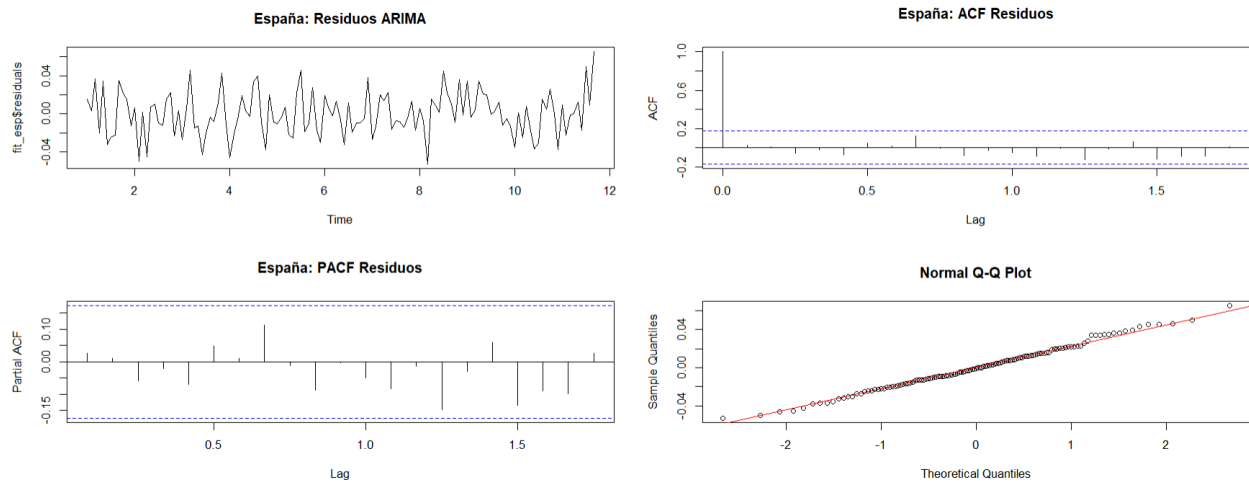 España: Residuos ARIMA
fit_esp$residuals
-0.04 0.00 0.04
2 4 6 8 10 12
Time
España: ACF Residuos
ACF
-0.2 0.2 1.0
0.0 0.5 1.0 1.5
Lag
España: PACF Residuos
Partial ACF
-0.15 0.00 0.10
0.5 1.0 1.5
Lag
Normal Q-Q Plot
Sample Quantiles
-0.04 0.00 0.04
-2 -1 0 1 2
Theoretical Quantiles